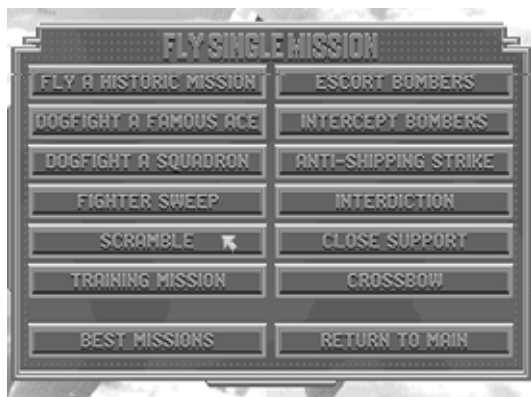 FLY SINGLE MISSION
FLY A HISTORIC MISSION
ESCORT BOMBERS
DOGFIGHT A FAMOUS ACE
INTERCEPT BOMBERS
DOGFIGHT A SQUADRON
ANTI-SHIPPING STRIKE
FIGHTER SWEEP
INTERDICTION
SCRAMBLE
CLOSE SUPPORT
TRAINING MISSION
CROSSBOW
BEST MISSIONS
RETURN TO MAIN